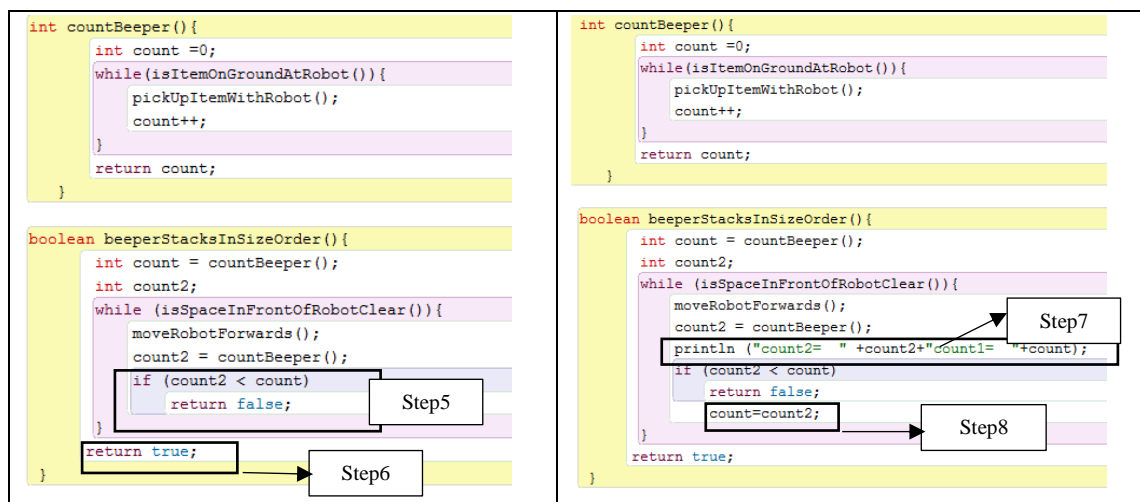 int countBeeper(){
int count =0;
while(isItemOnGroundAtRobot()){
pickUpItemWithRobot();
count++;
}
return count;
}
boolean beeperStacksInSizeOrder(){
int count = countBeeper();
int count2;
while (isSpaceInFrontOfRobotClear()){
moveRobotForwards();
count2 = countBeeper();
if (count2 < count)
return false;
Step5
}
return true;
Step6
}
int countBeeper(){
int count =0;
while(isItemOnGroundAtRobot()){
pickUpItemWithRobot();
count++;
}
return count;
}
boolean beeperStacksInSizeOrder(){
int count = countBeeper();
int count2;
while (isSpaceInFrontOfRobotClear()){
moveRobotForwards();
count2 = countBeeper();
Step7
println ("count2=  " +count2+"count1=  "+count);
if (count2 < count)
return false;
count=count2;
Step8
}
return true;
}